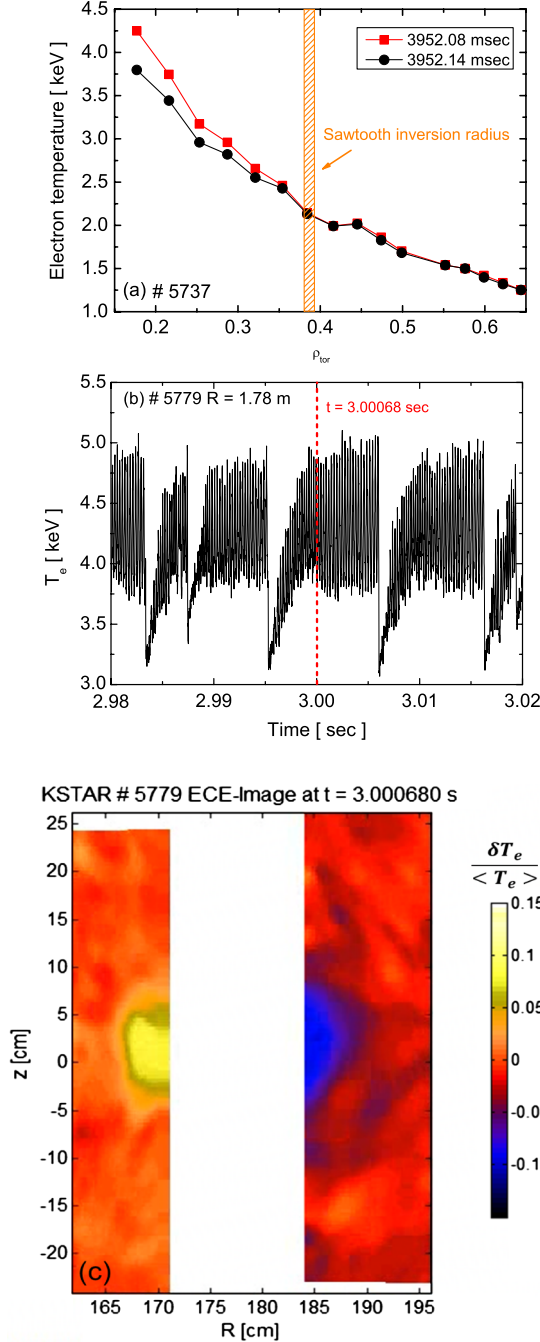 4.5
4.0
3.5
3.0
2.5
2.0
1.5
1.0
Electron temperature [ keV ]
3952.08 msec
3952.14 msec
Sawtooth inversion radius
(a) # 5737
0.2 0.3 0.4 0.5 0.6
ρtor
5.5
5.0
4.5
4.0
3.5
3.0
Te [ keV ]
(b) # 5779 R = 1.78 m
t = 3.00068 sec
2.98 2.99 3.00 3.01 3.02
Time [ sec ]
KSTAR # 5779 ECE-Image at t = 3.000680 s
25
20
15
10
5
0
-5
-10
-15
-20
z [cm]
(c)
165 170 175 180 185 190 195
R [cm]
δTe
< Te >
0.15
0.1
0.05
0
-0.0
-0.1